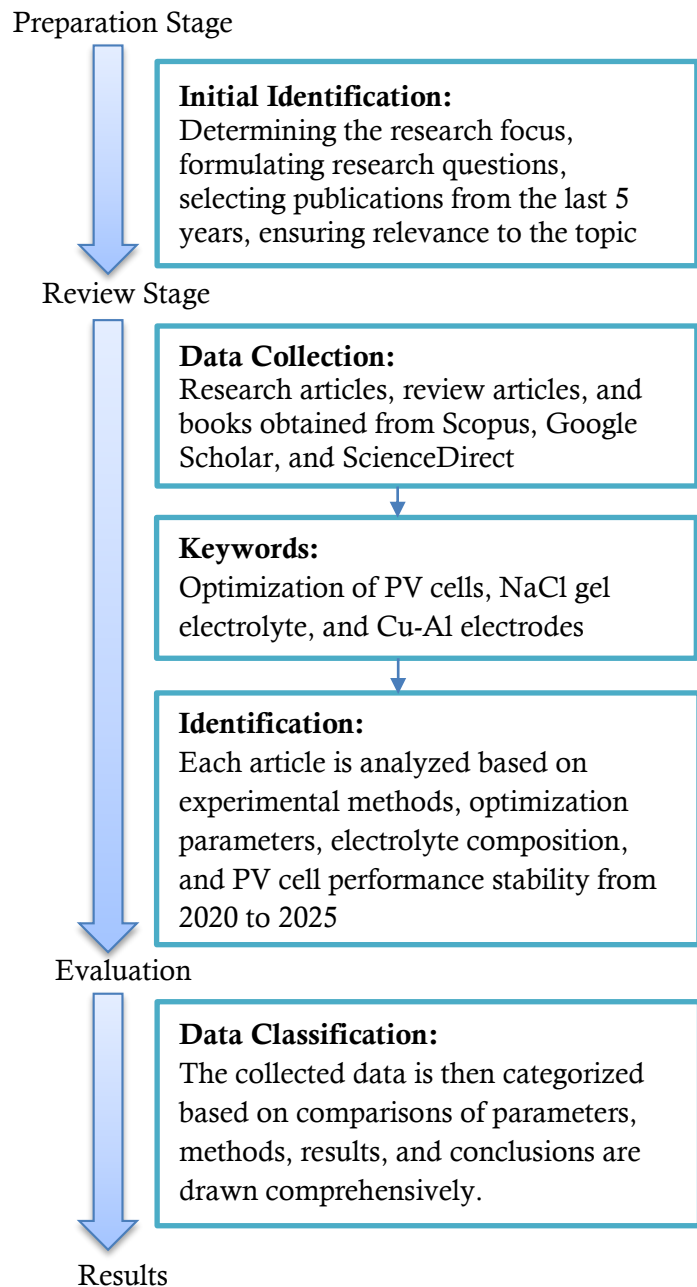 Preparation Stage
Initial Identification:
Determining the research focus,
formulating research questions,
selecting publications from the last 5
years, ensuring relevance to the topic
Review Stage
Data Collection:
Research articles, review articles, and
books obtained from Scopus, Google
Scholar, and ScienceDirect
Keywords:
Optimization of PV cells, NaCl gel
electrolyte, and Cu-Al electrodes
Identification:
Each article is analyzed based on
experimental methods, optimization
parameters, electrolyte composition,
and PV cell performance stability from
2020 to 2025
Evaluation
Data Classification:
The collected data is then categorized
based on comparisons of parameters,
methods, results, and conclusions are
drawn comprehensively.
Results